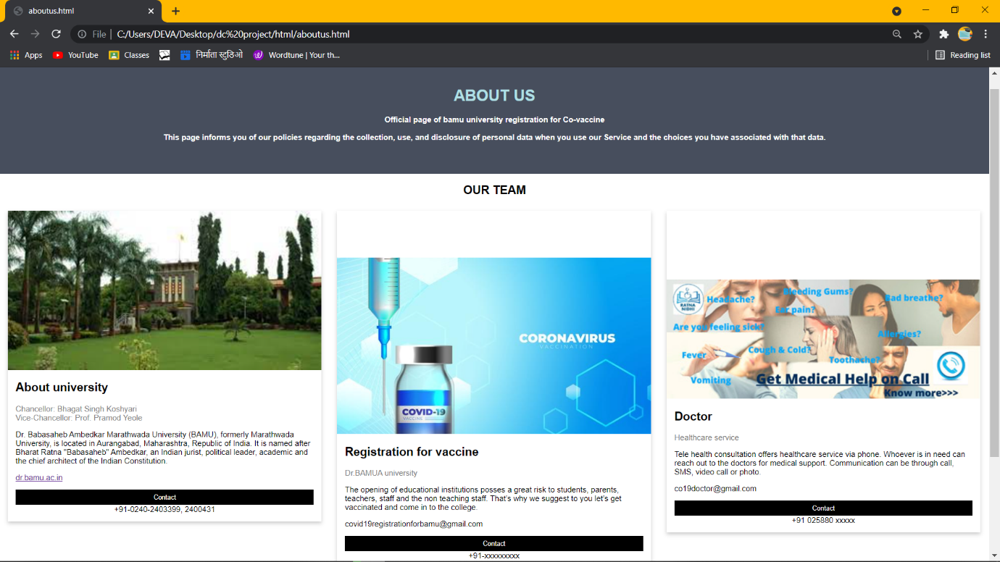 aboutus.html
File
C:/Users/DEVA/Desktop/dc%20project/html/aboutus.html
Apps
YouTube
Classes
निर्माता स्टुडिओ
Wordtune | Your th...
Reading list
ABOUT US
Official page of bamu university registration for Co-vaccine
This page informs you of our policies regarding the collection, use, and disclosure of personal data when you use our Service and the choices you have associated with that data.
OUR TEAM
About university
Chancellor: Bhagat Singh Koshyari
Vice-Chancellor: Prof. Pramod Yeole
Dr. Babasaheb Ambedkar Marathwada University (BAMU), formerly Marathwada
University, is located in Aurangabad, Maharashtra, Republic of India. It is named after
Bharat Ratna "Babasaheb" Ambedkar, an Indian jurist, political leader, academic and
the chief architect of the Indian Constitution.
dr.bamu.ac.in
Contact
+91-0240-2403399, 2400431
CORONAVIRUS
VACCINATION
COVID-19
VACCINE
Registration for vaccine
Dr.BAMUA university
The opening of educational institutions posses a great risk to students, parents,
teachers, staff and the non teaching staff. That's why we suggest to you let's get
vaccinated and come in to the college.
covid19registrationforbamu@gmail.com
Contact
+91-xxxxxxxxx
RATNA
NIDHI
Headache?
Bleeding Gums?
Bad breathe?
Ear pain?
Are you feeling sick?
Allergies?
Fever
Cough & Cold?
Toothache?
Vomiting
Get Medical Help on Call
Know more>>>
Doctor
Healthcare service
Tele health consultation offers healthcare service via phone. Whoever is in need can
reach out to the doctors for medical support. Communication can be through call,
SMS, video call or photo.
co19doctor@gmail.com
Contact
+91 025880 xxxxx